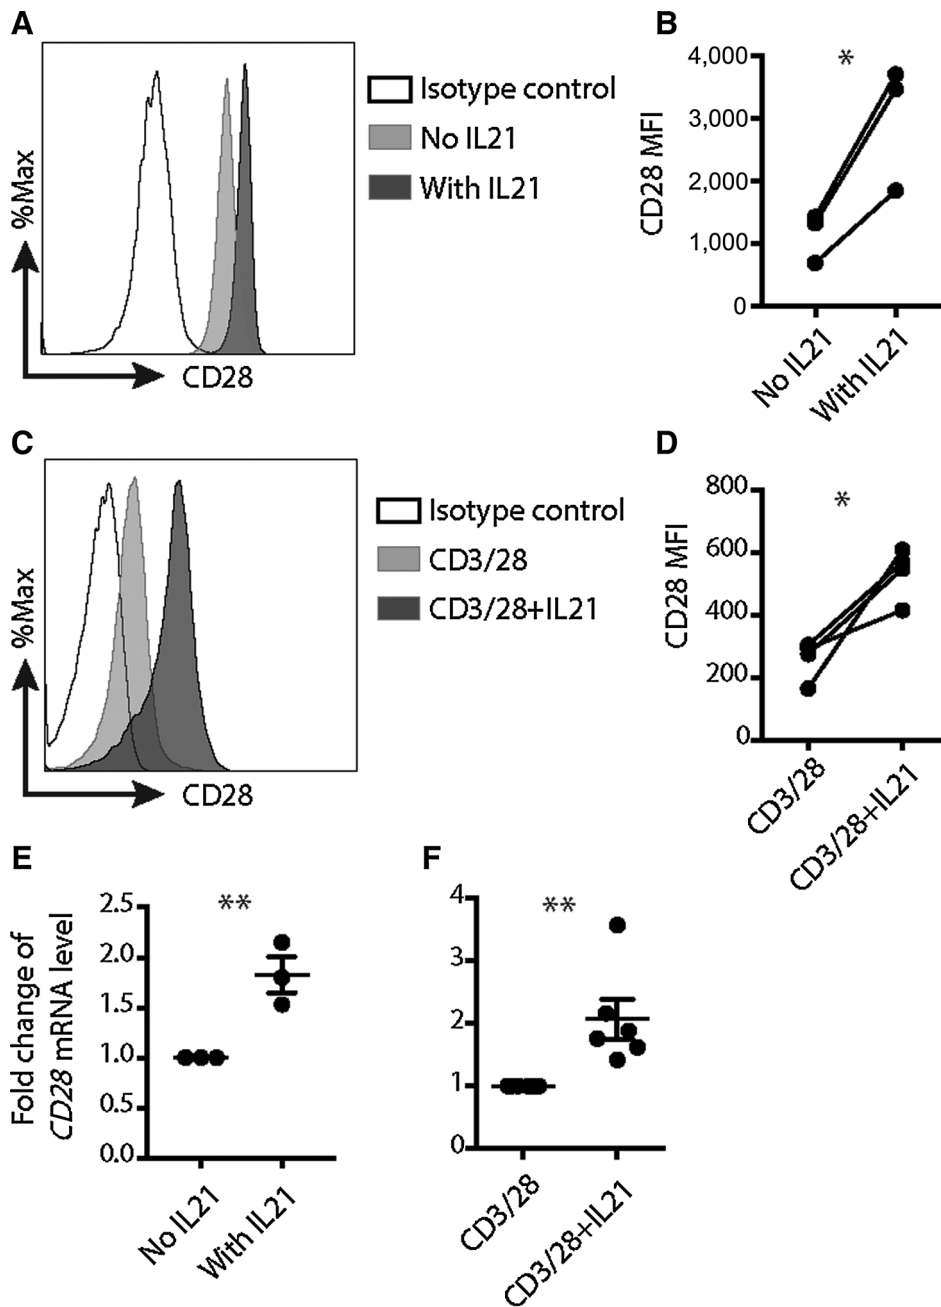 A
%Max
CD28
Isotype control
No IL21
With IL21
B
CD28 MFI
4,000
3,000
2,000
1,000
0
*
No IL21
With IL21
C
%Max
CD28
Isotype control
CD3/28
CD3/28+IL21
D
CD28 MFI
800
600
400
200
0
*
CD3/28
CD3/28+IL21
E
Fold change of
CD28 mRNA level
2.5
2.0
1.5
1.0
0.5
0.0
**
No IL21
With IL21
F
4
3
2
1
0
**
CD3/28
CD3/28+IL21